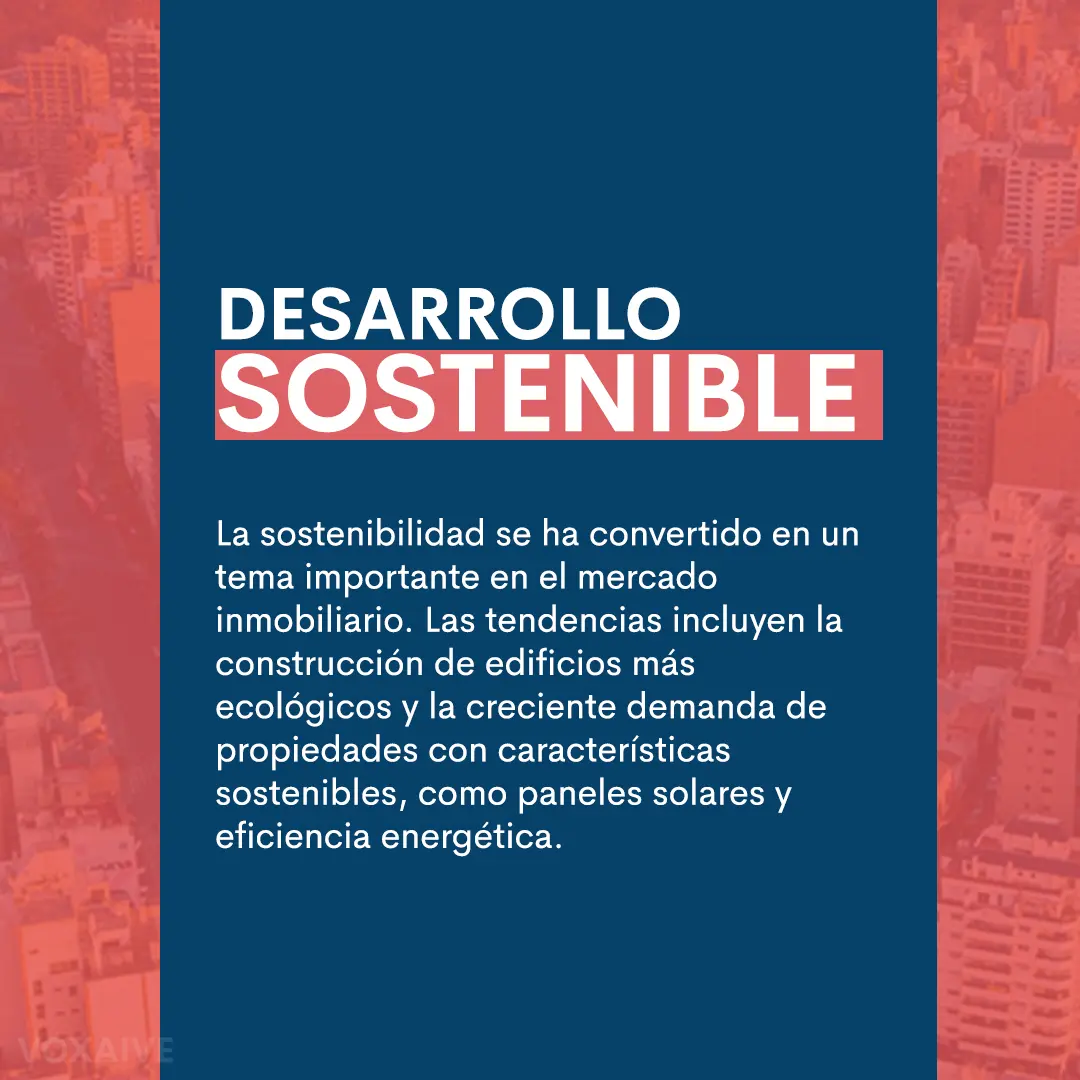 DESARROLLO
SOSTENIBLE
La sostenibilidad se ha convertido en un
tema importante en el mercado
inmobiliario. Las tendencias incluyen la
construcción de edificios más
ecológicos y la creciente demanda de
propiedades con características
sostenibles, como paneles solares y
eficiencia energética.
VOXAIVE